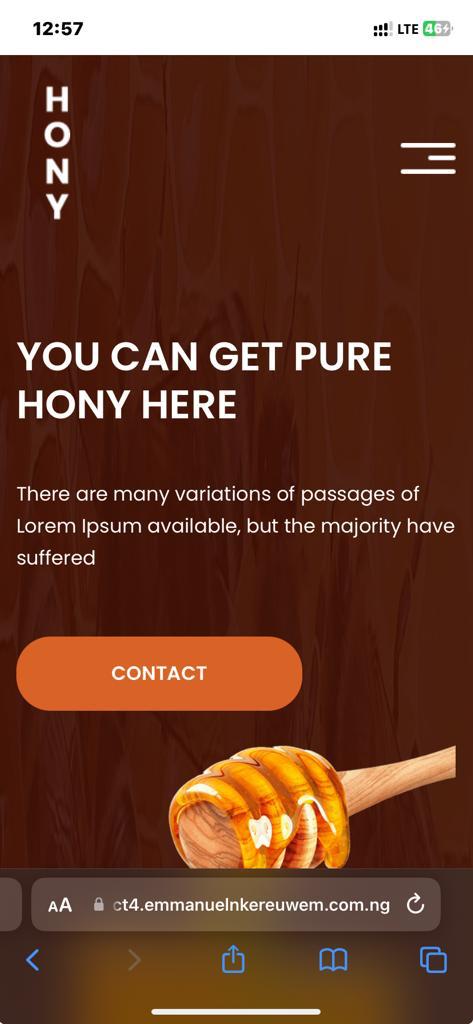 12:57
LTE
46
H
O
N
Y
YOU CAN GET PURE
HONY HERE
There are many variations of passages of
Lorem Ipsum available, but the majority have
suffered
CONTACT
AA
ct4.emmanuelnkereuwem.com.ng